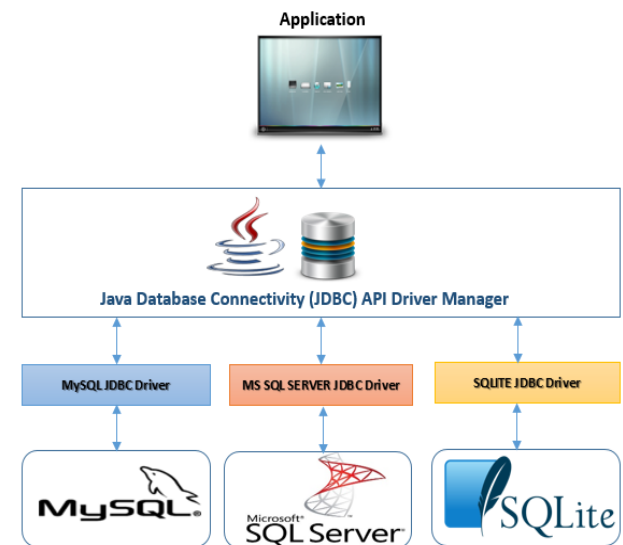 Application
Java Database Connectivity (JDBC) API Driver Manager
MySQL JDBC Driver
MS SQL SERVER JDBC Driver
SQLITE JDBC Driver
MySQL®
Microsoft®
SQL Server®
SQLite